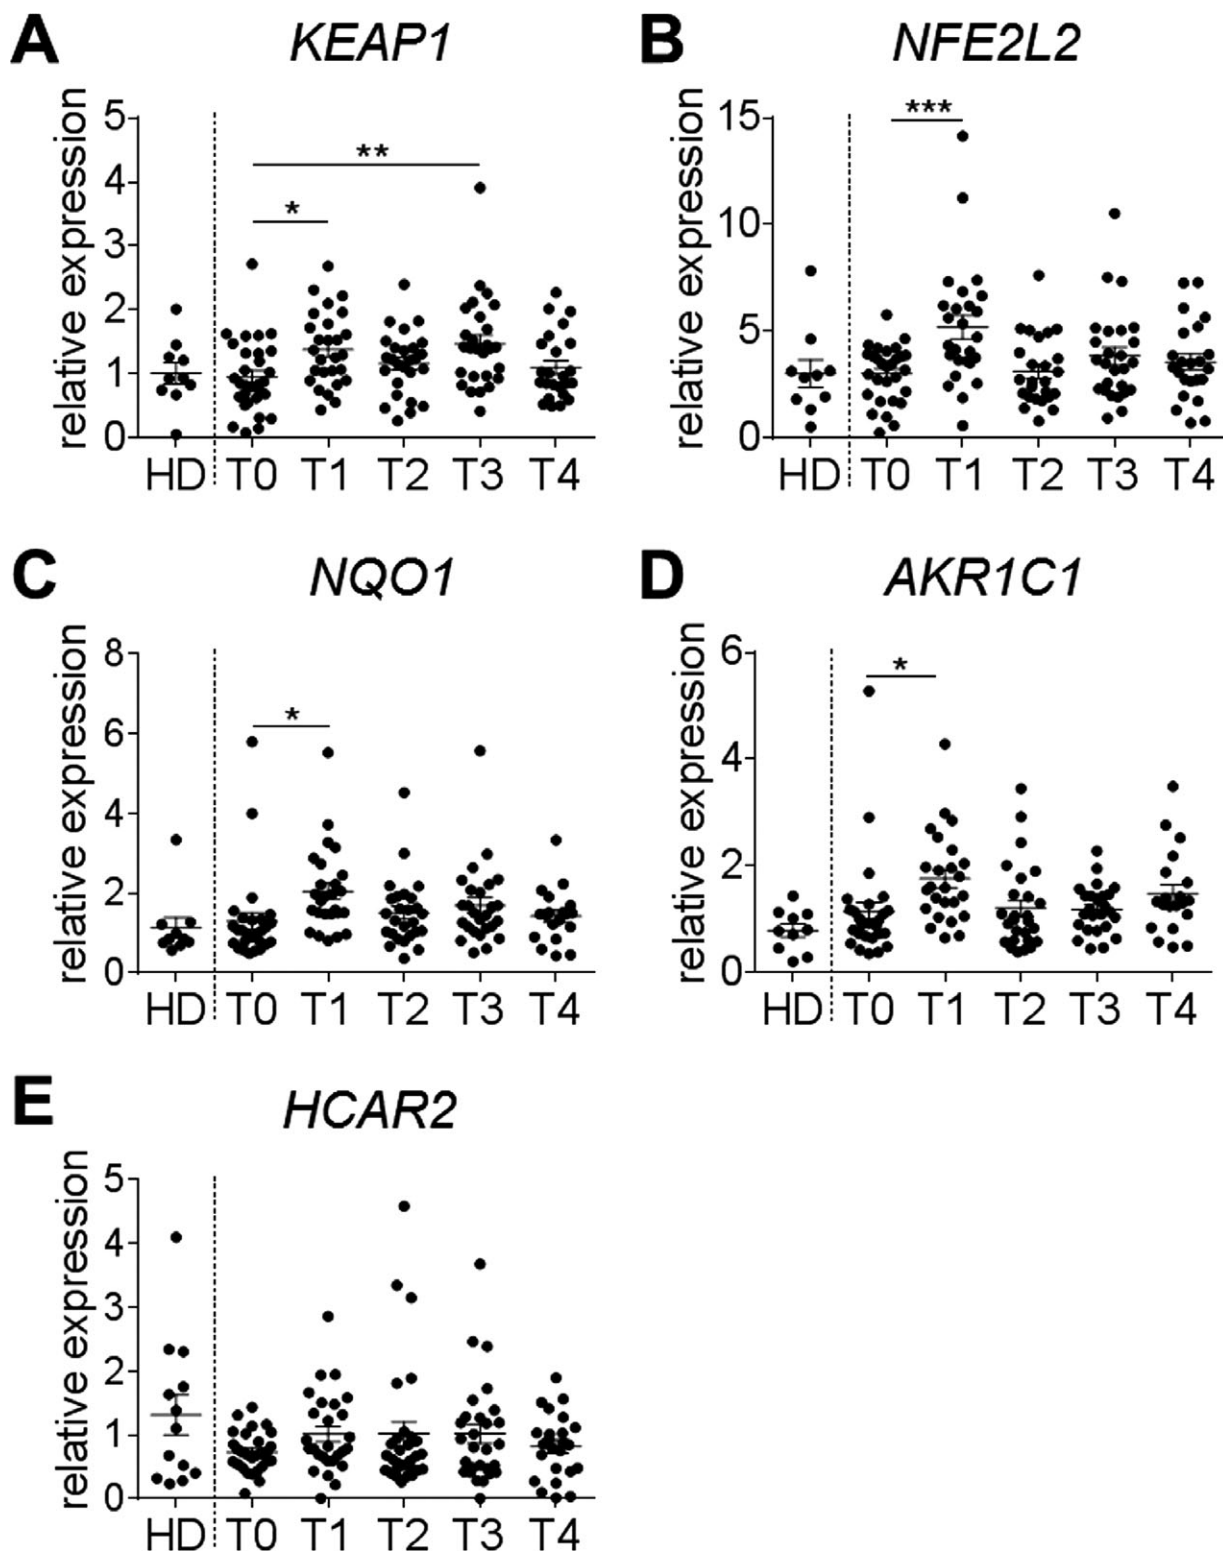 A KEAP1
relative expression
5
4
3
2
1
0
** 
*
HD T0 T1 T2 T3 T4
B NFE2L2
relative expression
15
10
5
0
***
HD T0 T1 T2 T3 T4
C NQO1
relative expression
8
6
4
2
0
*
HD T0 T1 T2 T3 T4
D AKR1C1
relative expression
6
4
2
0
*
HD T0 T1 T2 T3 T4
E HCAR2
relative expression
5
4
3
2
1
0
HD T0 T1 T2 T3 T4